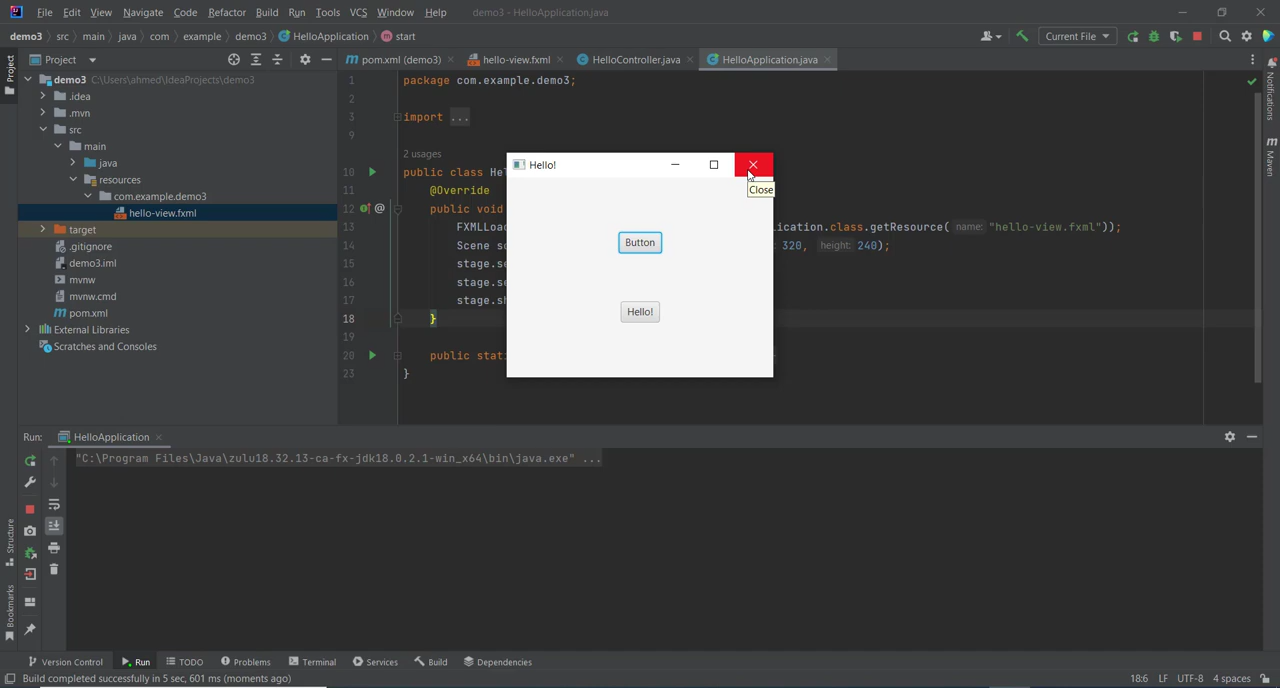 File Edit View Navigate Code Refactor Build Run Tools VCS Window Help demo3 - HelloApplication.java
demo3 src main java com example demo3 HelloApplication start
Current File
Project
pom.xml (demo3) hello-view.fxml HelloController.java HelloApplication.java
Project
Notifications
Maven
demo3 C:\Users\ahmed\IdeaProjects\demo3
.idea
.mvn
src
main
java
resources
com.example.demo3
hello-view.fxml
target
.gitignore
demo3.iml
mvnw
mvnw.cmd
pom.xml
External Libraries
Scratches and Consoles
1 package com.example.demo3;
2
3 import ...
9
2 usages
10 public class He
11 @Override
12 @ public void
13 FXMLLoa ication.class.getResource( name: "hello-view.fxml"));
14 Scene sc : 320, height: 240);
15 stage.se
16 stage.se
17 stage.sh
18 }
19
20 public stati
23 }
Hello!
Close
Button
Hello!
Run: HelloApplication
"C:\Program Files\Java\zulu18.32.13-ca-fx-jdk18.0.2.1-win_x64\bin\java.exe" ...
Structure
Bookmarks
Version Control Run TODO Problems Terminal Services Build Dependencies
Build completed successfully in 5 sec, 601 ms (moments ago) 18:6 LF UTF-8 4 spaces